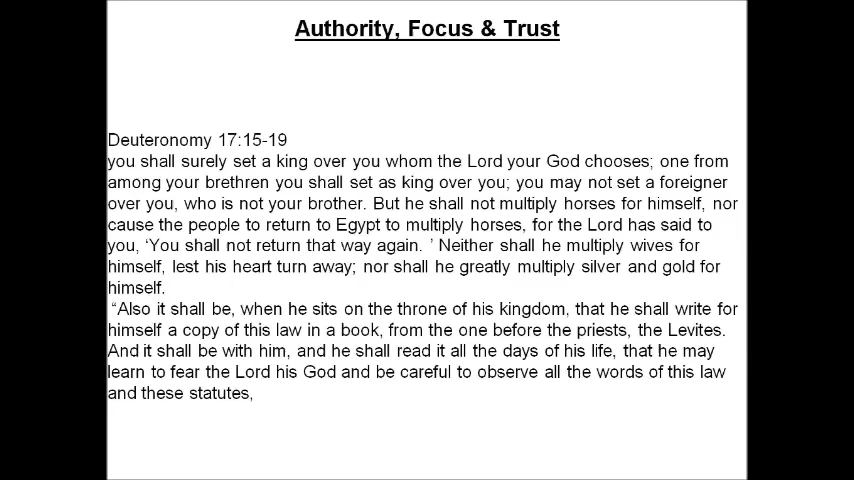 Authority, Focus & Trust
Deuteronomy 17:15-19
you shall surely set a king over you whom the Lord your God chooses; one from
among your brethren you shall set as king over you; you may not set a foreigner
over you, who is not your brother. But he shall not multiply horses for himself, nor
cause the people to return to Egypt to multiply horses, for the Lord has said to
you, ‘You shall not return that way again. ’ Neither shall he multiply wives for
himself, lest his heart turn away; nor shall he greatly multiply silver and gold for
himself.
“Also it shall be, when he sits on the throne of his kingdom, that he shall write for
himself a copy of this law in a book, from the one before the priests, the Levites.
And it shall be with him, and he shall read it all the days of his life, that he may
learn to fear the Lord his God and be careful to observe all the words of this law
and these statutes,